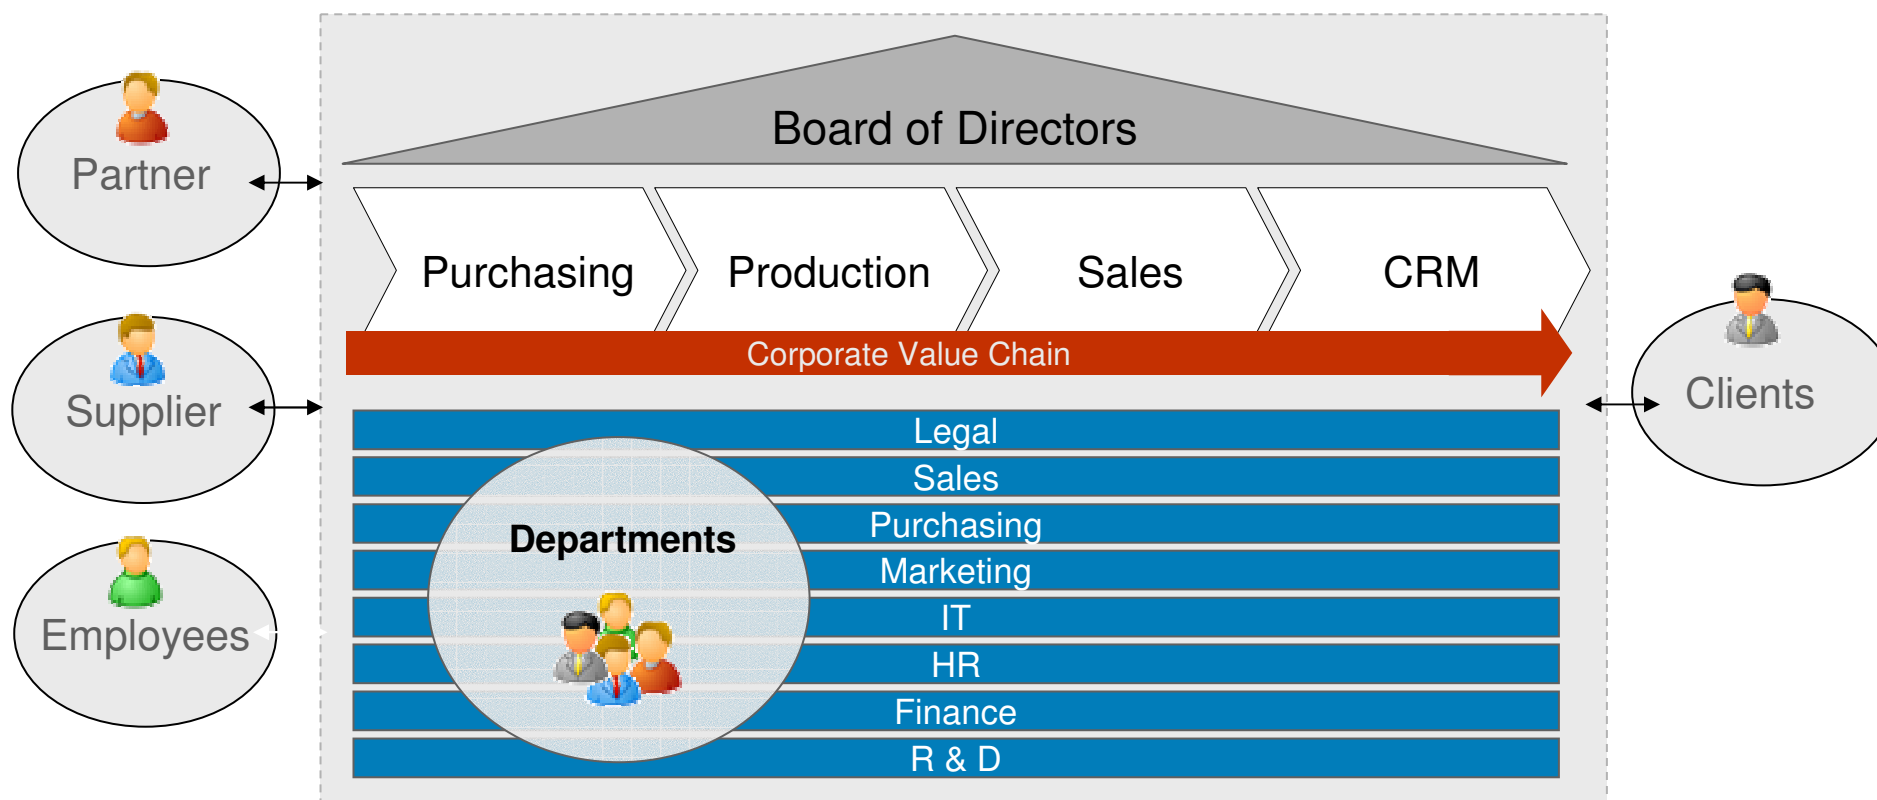 Board of Directors
Partner
Purchasing
Production
Sales
CRM
Corporate Value Chain
Supplier
Clients
Legal
Sales
Purchasing
Departments
Marketing
IT
Employees
HR
Finance
R & D